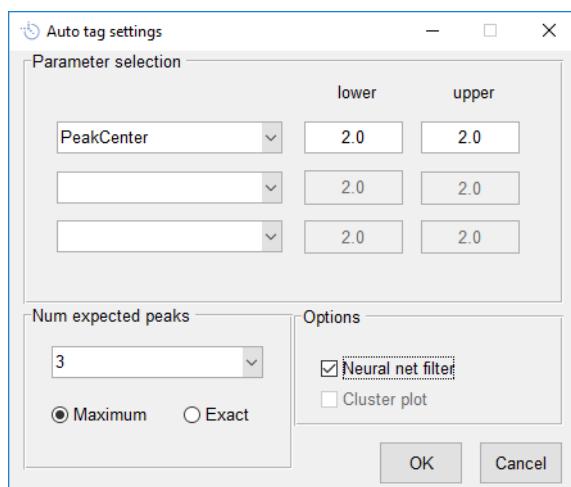 Auto tag settings
Parameter selection
lower upper
PeakCenter 2.0 2.0
2.0 2.0
2.0 2.0
Num expected peaks
3
Maximum Exact
Options
Neural net filter
Cluster plot
OK Cancel